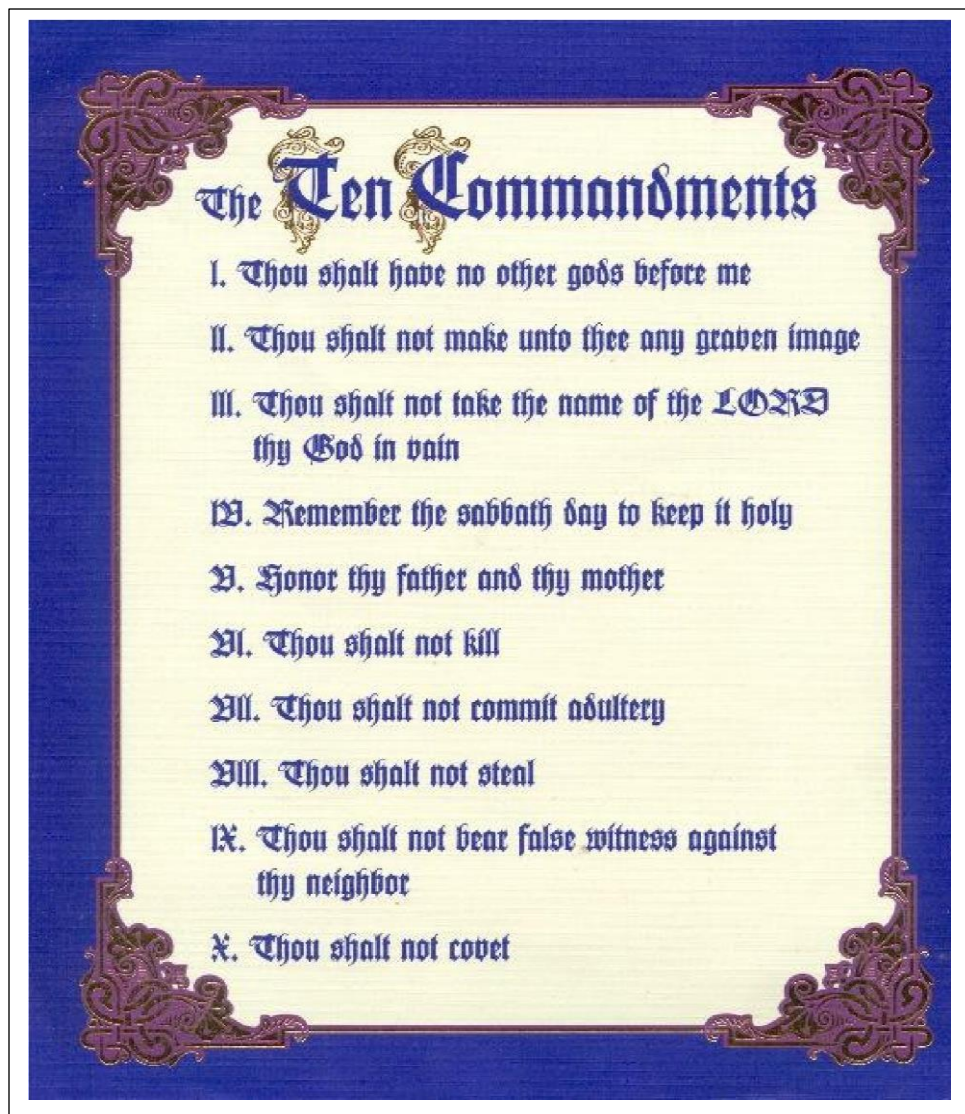 The Ten Commandments
I. Thou shalt have no other gods before me
II. Thou shalt not make unto thee any graven image
III. Thou shalt not take the name of the LORD
thy God in vain
IV. Remember the sabbath day to keep it holy
V. Honor thy father and thy mother
VI. Thou shalt not kill
VII. Thou shalt not commit adultery
VIII. Thou shalt not steal
IX. Thou shalt not bear false witness against
thy neighbor
X. Thou shalt not covet